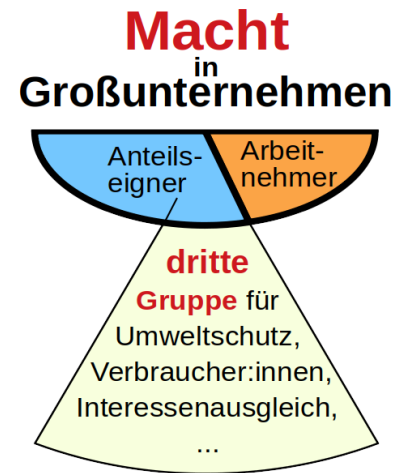 Macht
in
Großunternehmen
Anteils-
eigner
Arbeit-
nehmer
dritte
Gruppe für
Umweltschutz,
Verbraucher:innen,
Interessenausgleich,
...